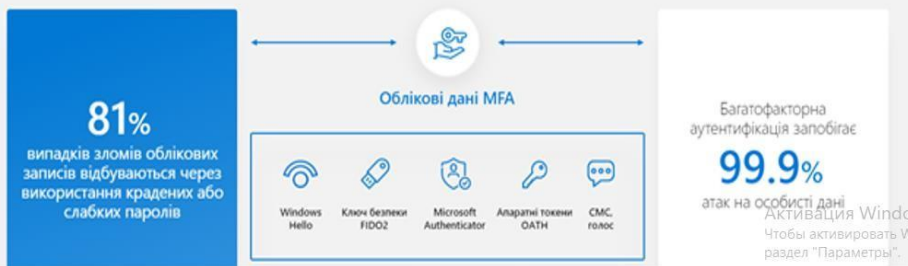 81%
випадків зломів облікових
записів відбуваються через
використання крадених або
слабких паролів
Облікові дані MFA
Windows
Hello
Ключ безпеки
FIDO2
Microsoft
Authenticator
Апаратні токени
OATH
СМС,
голос
Багатофакторна
аутентифікація запобігає
99.9%
атак на особисті дані
Активация Windo
Чтобы активировать W
раздел "Параметры".